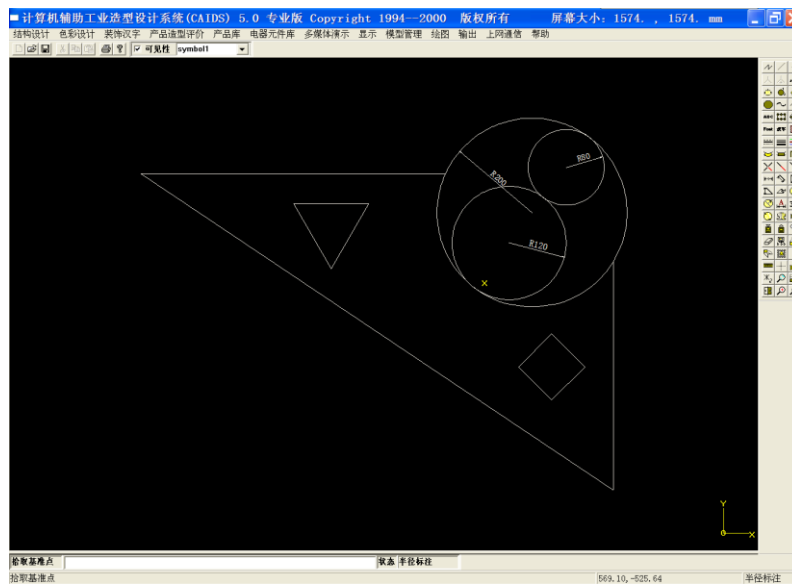 计算机辅助工业造型设计系统(CAIDS) 5.0 专业版 Copyright 1994--2000 版权所有 屏幕大小: 1574. , 1574. mm
结构设计 色彩设计 装饰汉字 产品造型评价 产品库 电器元件库 多媒体演示 显示 模型管理 绘图 输出 上网通信 帮助
可见性 symbol1
R80
R200
R120
Y
X
拾取基准点 状态 半径标注
拾取基准点 569.10,-525.64 半径标注